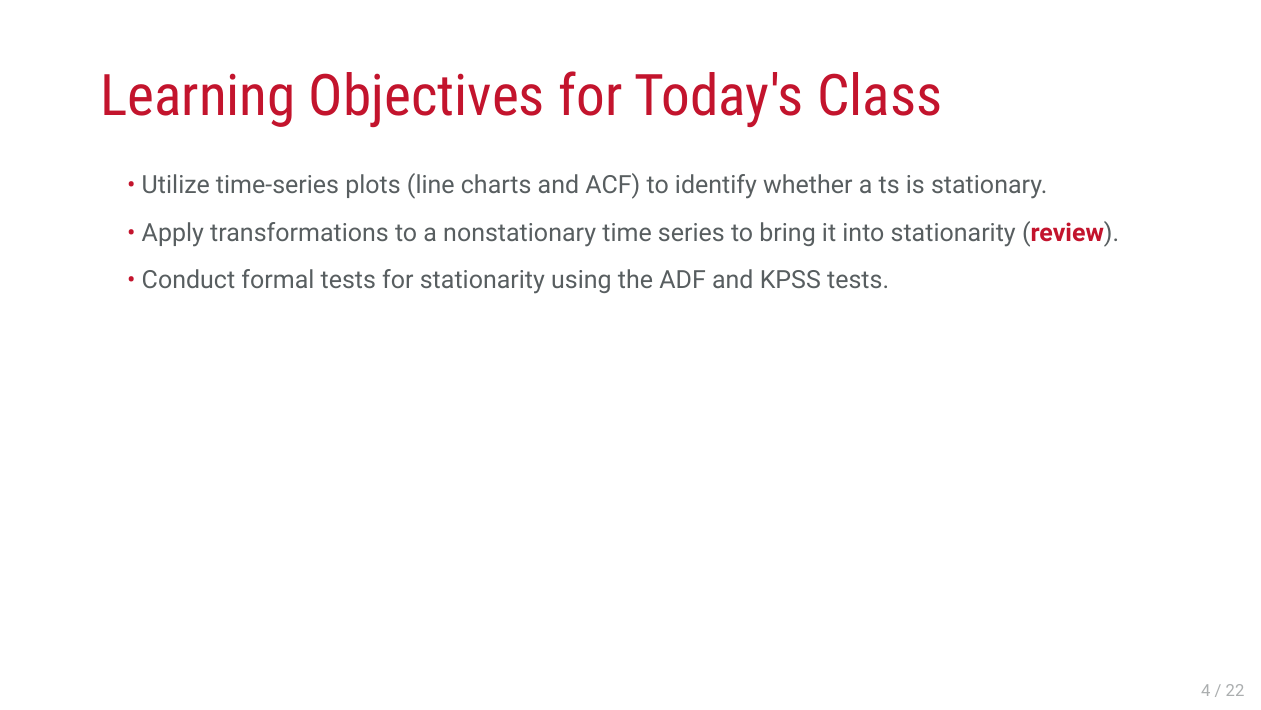 Learning Objectives for Today's Class
• Utilize time-series plots (line charts and ACF) to identify whether a ts is stationary.
• Apply transformations to a nonstationary time series to bring it into stationarity (review).
• Conduct formal tests for stationarity using the ADF and KPSS tests.
4 / 22